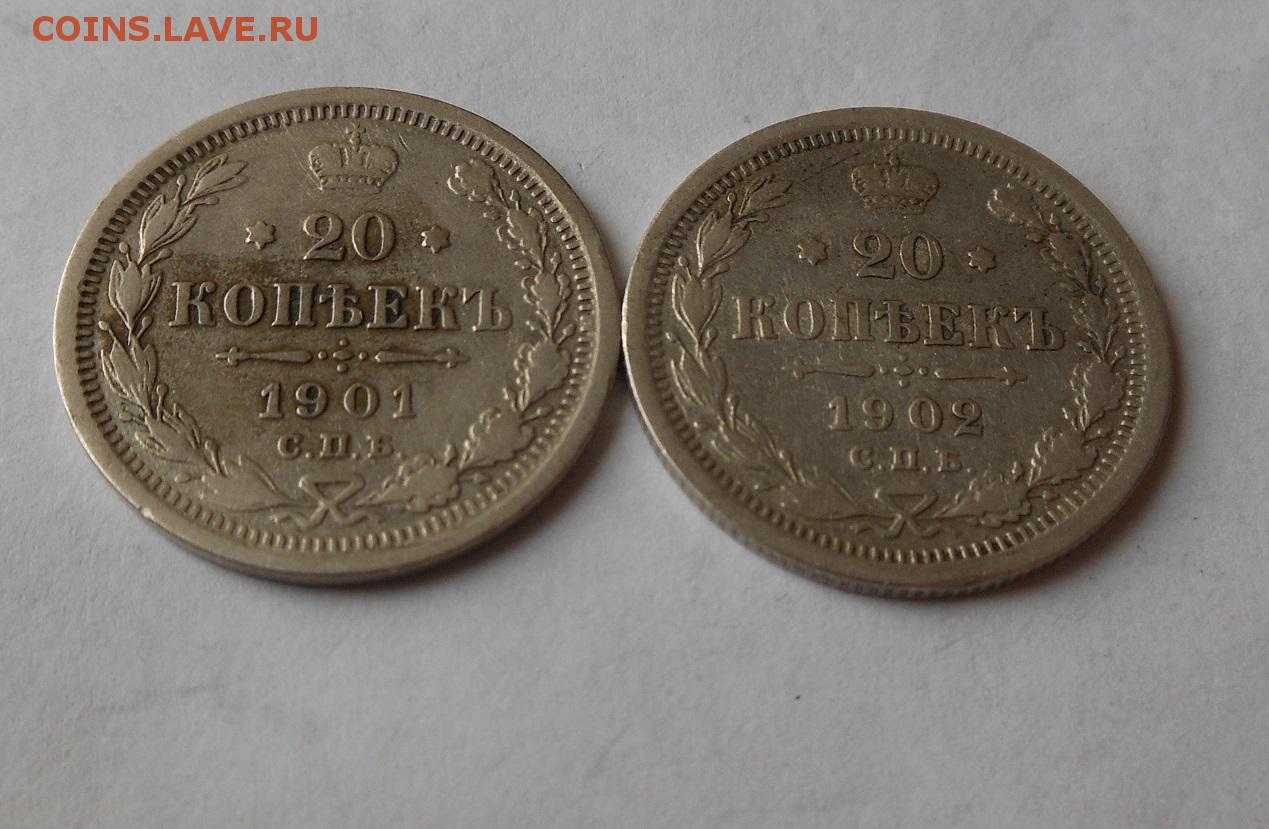 COINS.LAVE.RU
20
КОПѢЕКЪ
1901
С.П.Б.
20
КОПѢЕКЪ
1902
С.П.Б.